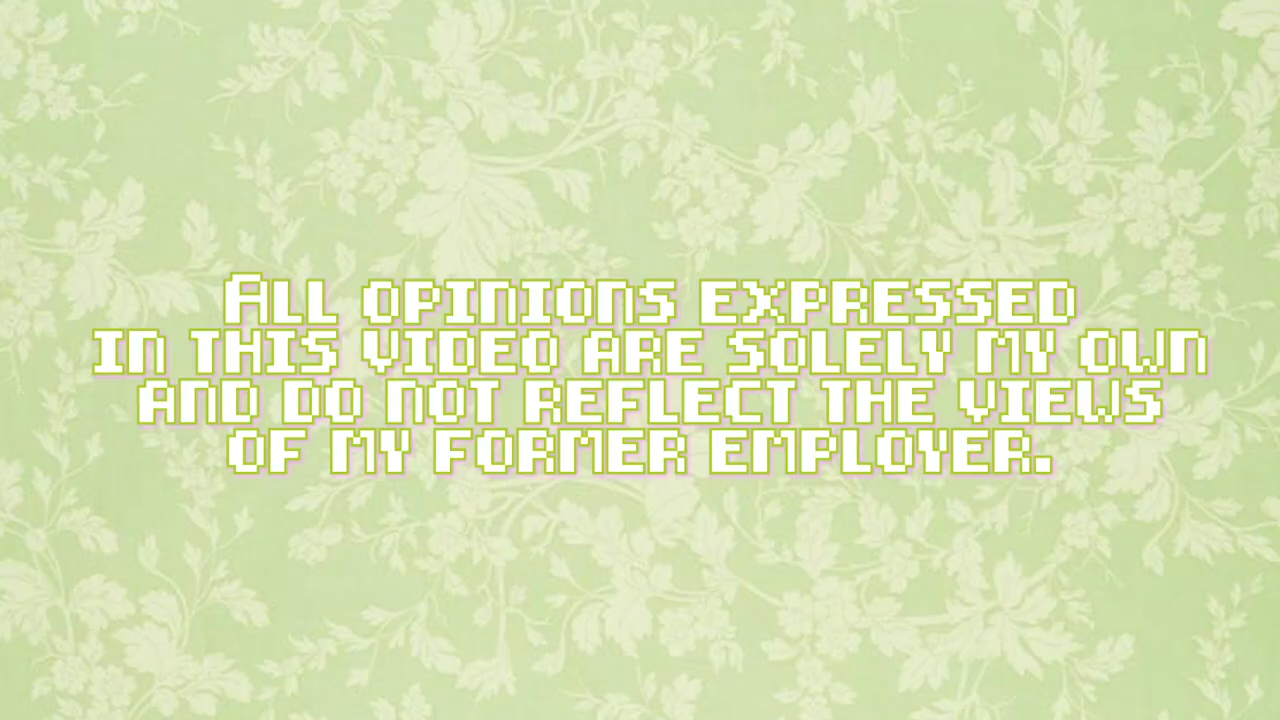 All opinions expressed
in this video are solely my own
and do not reflect the views
of my former employer.